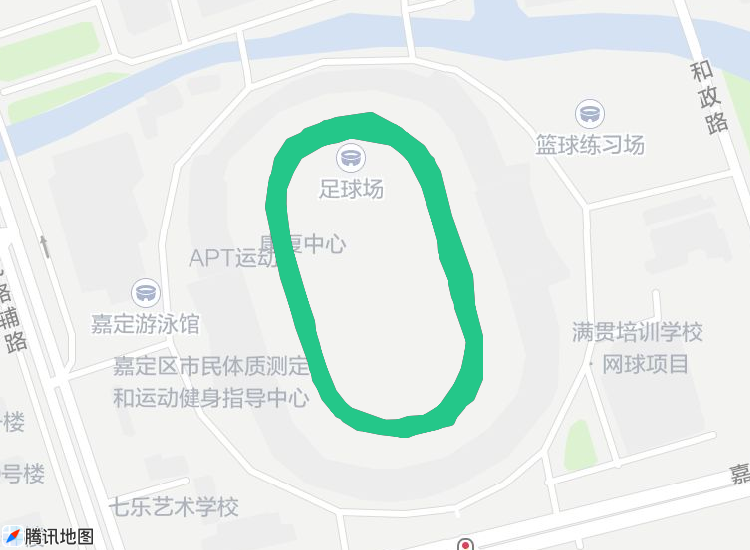 和政路
篮球练习场
足球场
APT运动
康复中心
嘉定游泳馆
路辅路
满贯培训学校
·网球项目
嘉定区市民体质测定
和运动健身指导中心
楼
号楼
七乐艺术学校
嘉
腾讯地图